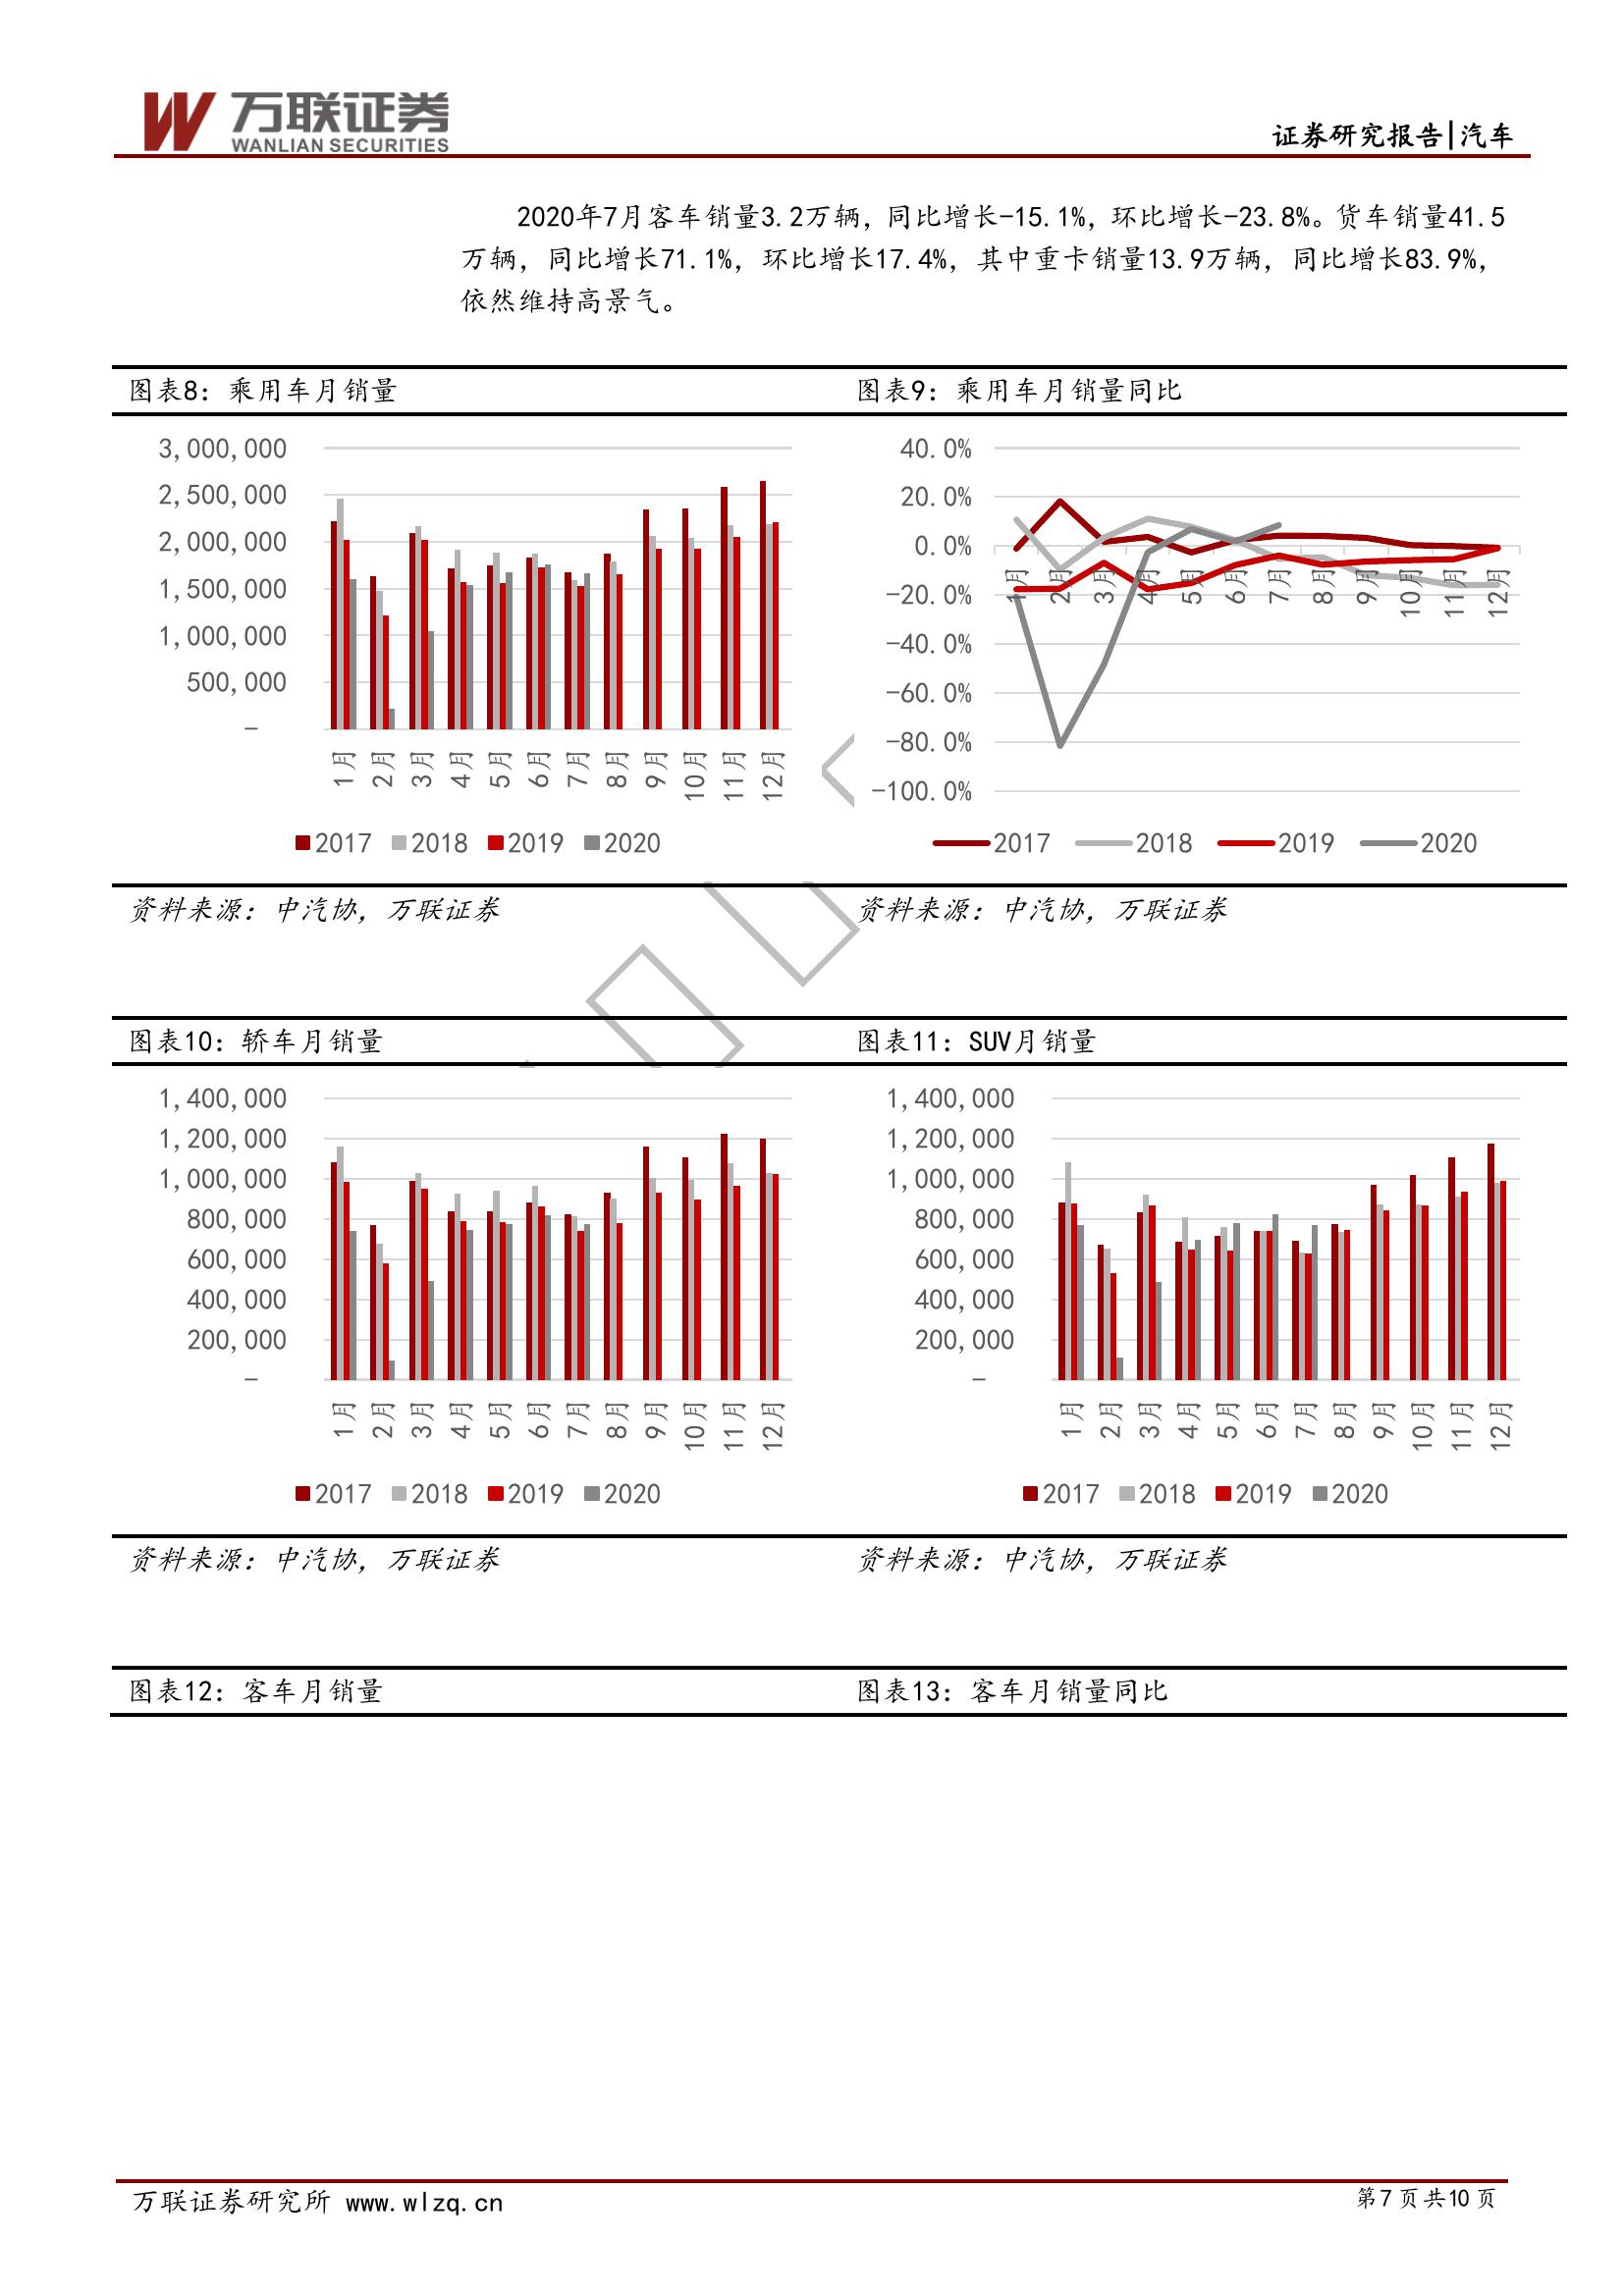 万联证券
WANLIAN SECURITIES
证券研究报告|汽车
2020年7月客车销量3.2万辆，同比增长-15.1%，环比增长-23.8%。货车销量41.5
万辆，同比增长71.1%，环比增长17.4%，其中重卡销量13.9万辆，同比增长83.9%，
依然维持高景气。
图表8：乘用车月销量
3,000,000
2,500,000
2,000,000
1,500,000
1,000,000
500,000
-
1月 2月 3月 4月 5月 6月 7月 8月 9月 10月 11月 12月
2017 2018 2019 2020
资料来源：中汽协，万联证券
图表9：乘用车月销量同比
40.0%
20.0%
0.0%
-20.0%
-40.0%
-60.0%
-80.0%
-100.0%
1月 2月 3月 4月 5月 6月 7月 8月 9月 10月 11月 12月
2017 2018 2019 2020
资料来源：中汽协，万联证券
图表10：轿车月销量
1,400,000
1,200,000
1,000,000
800,000
600,000
400,000
200,000
-
1月 2月 3月 4月 5月 6月 7月 8月 9月 10月 11月 12月
2017 2018 2019 2020
资料来源：中汽协，万联证券
图表11：SUV月销量
1,400,000
1,200,000
1,000,000
800,000
600,000
400,000
200,000
-
1月 2月 3月 4月 5月 6月 7月 8月 9月 10月 11月 12月
2017 2018 2019 2020
资料来源：中汽协，万联证券
图表12：客车月销量
图表13：客车月销量同比
万联证券研究所 www.wlzq.cn
第7页共10页